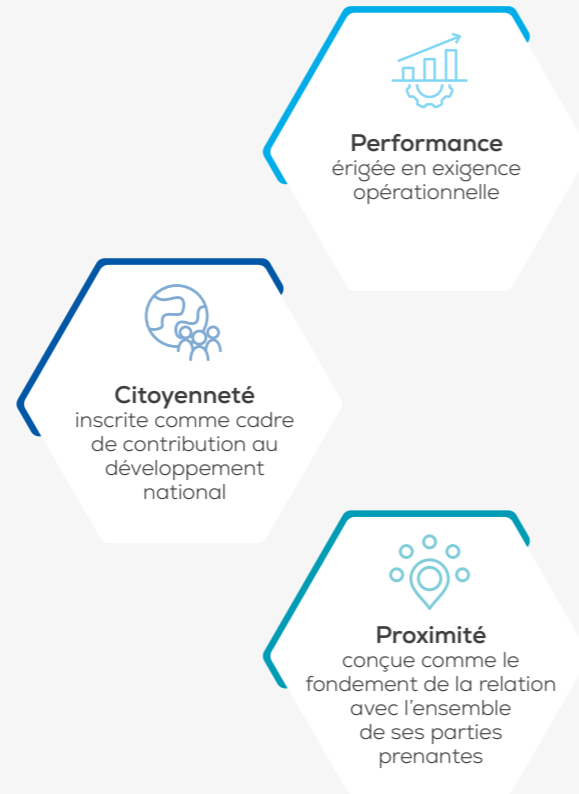 Performance
érigée en exigence
opérationnelle
Citoyenneté
inscrite comme cadre
de contribution au
développement
national
Proximité
conçue comme le
fondement de la relation
avec l’ensemble
de ses parties
prenantes